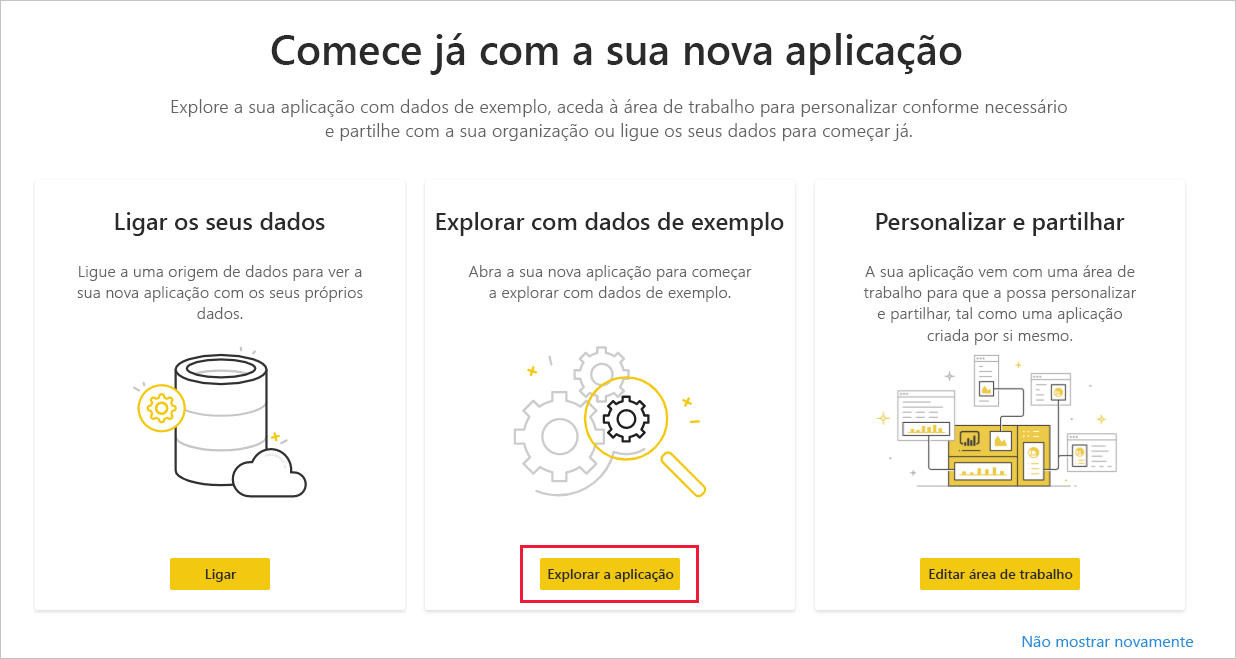 Comece já com a sua nova aplicação
Explore a sua aplicação com dados de exemplo, aceda à área de trabalho para personalizar conforme necessário
e partilhe com a sua organização ou ligue os seus dados para começar já.
Ligar os seus dados
Ligue a uma origem de dados para ver a
sua nova aplicação com os seus próprios
dados.
Ligar
Explorar com dados de exemplo
Abra a sua nova aplicação para começar
a explorar com dados de exemplo.
Explorar a aplicação
Personalizar e partilhar
A sua aplicação vem com uma área de
trabalho para que a possa personalizar
e partilhar, tal como uma aplicação
criada por si mesmo.
Editar área de trabalho
Não mostrar novamente